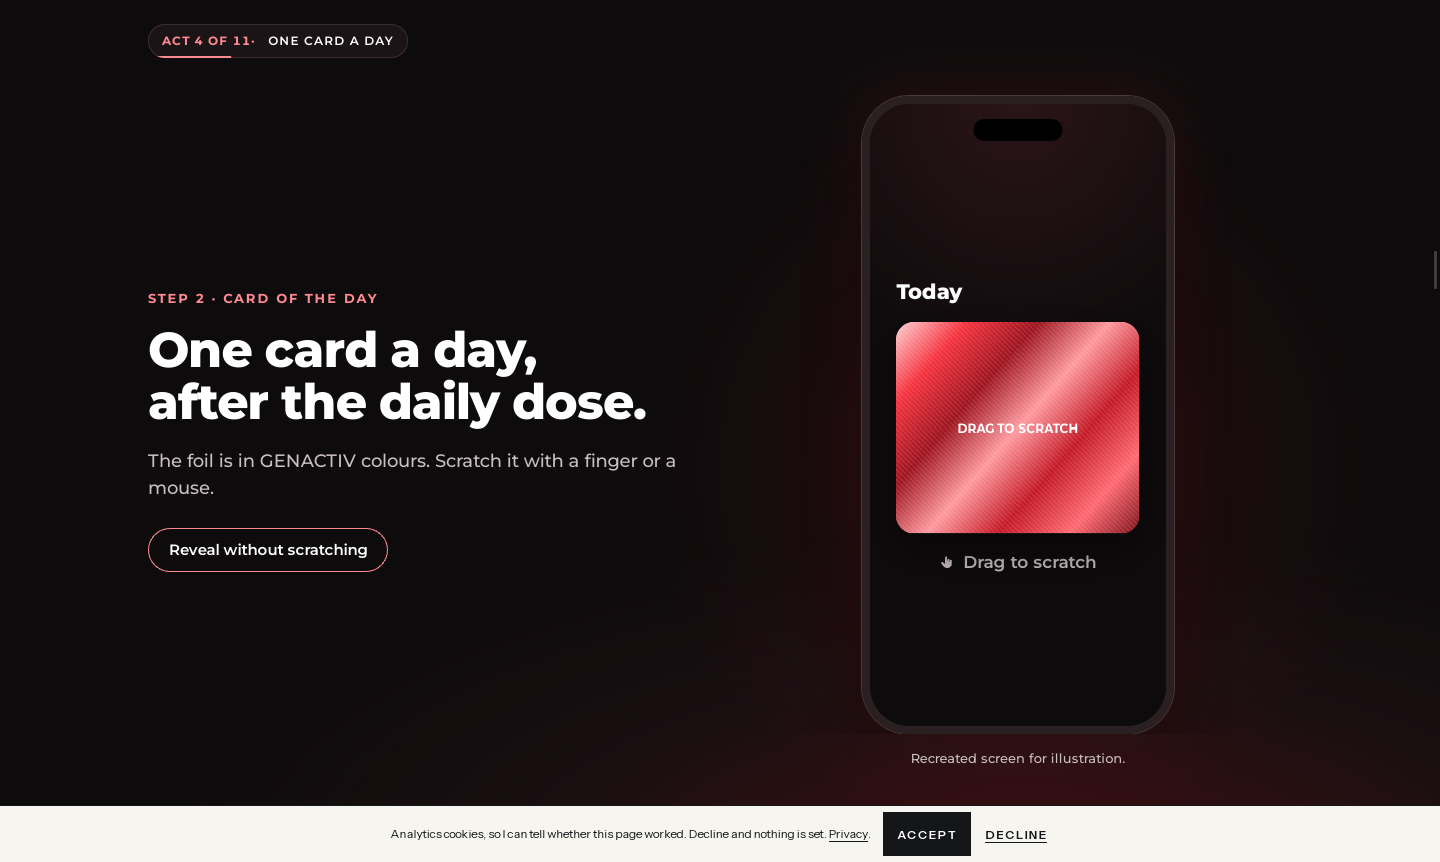 ACT 4 OF 11· ONE CARD A DAY
STEP 2 · CARD OF THE DAY
One card a day,
after the daily dose.
The foil is in GENACTIV colours. Scratch it with a finger or a
mouse.
Reveal without scratching
Today
DRAG TO SCRATCH
Drag to scratch
Recreated screen for illustration.
Analytics cookies, so I can tell whether this page worked. Decline and nothing is set. Privacy.
ACCEPT
DECLINE